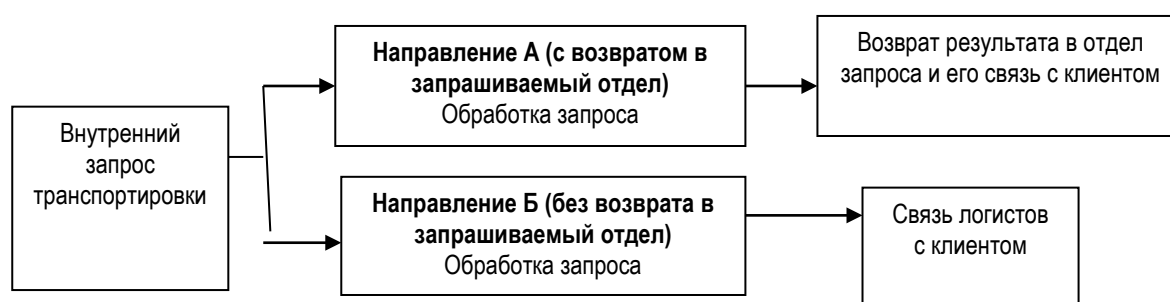 Внутренний
запрос
транспортировки
Направление А (с возвратом в
запрашиваемый отдел)
Обработка запроса
Возврат результата в отдел
запроса и его связь с клиентом
Направление Б (без возврата в
запрашиваемый отдел)
Обработка запроса
Связь логистов
с клиентом